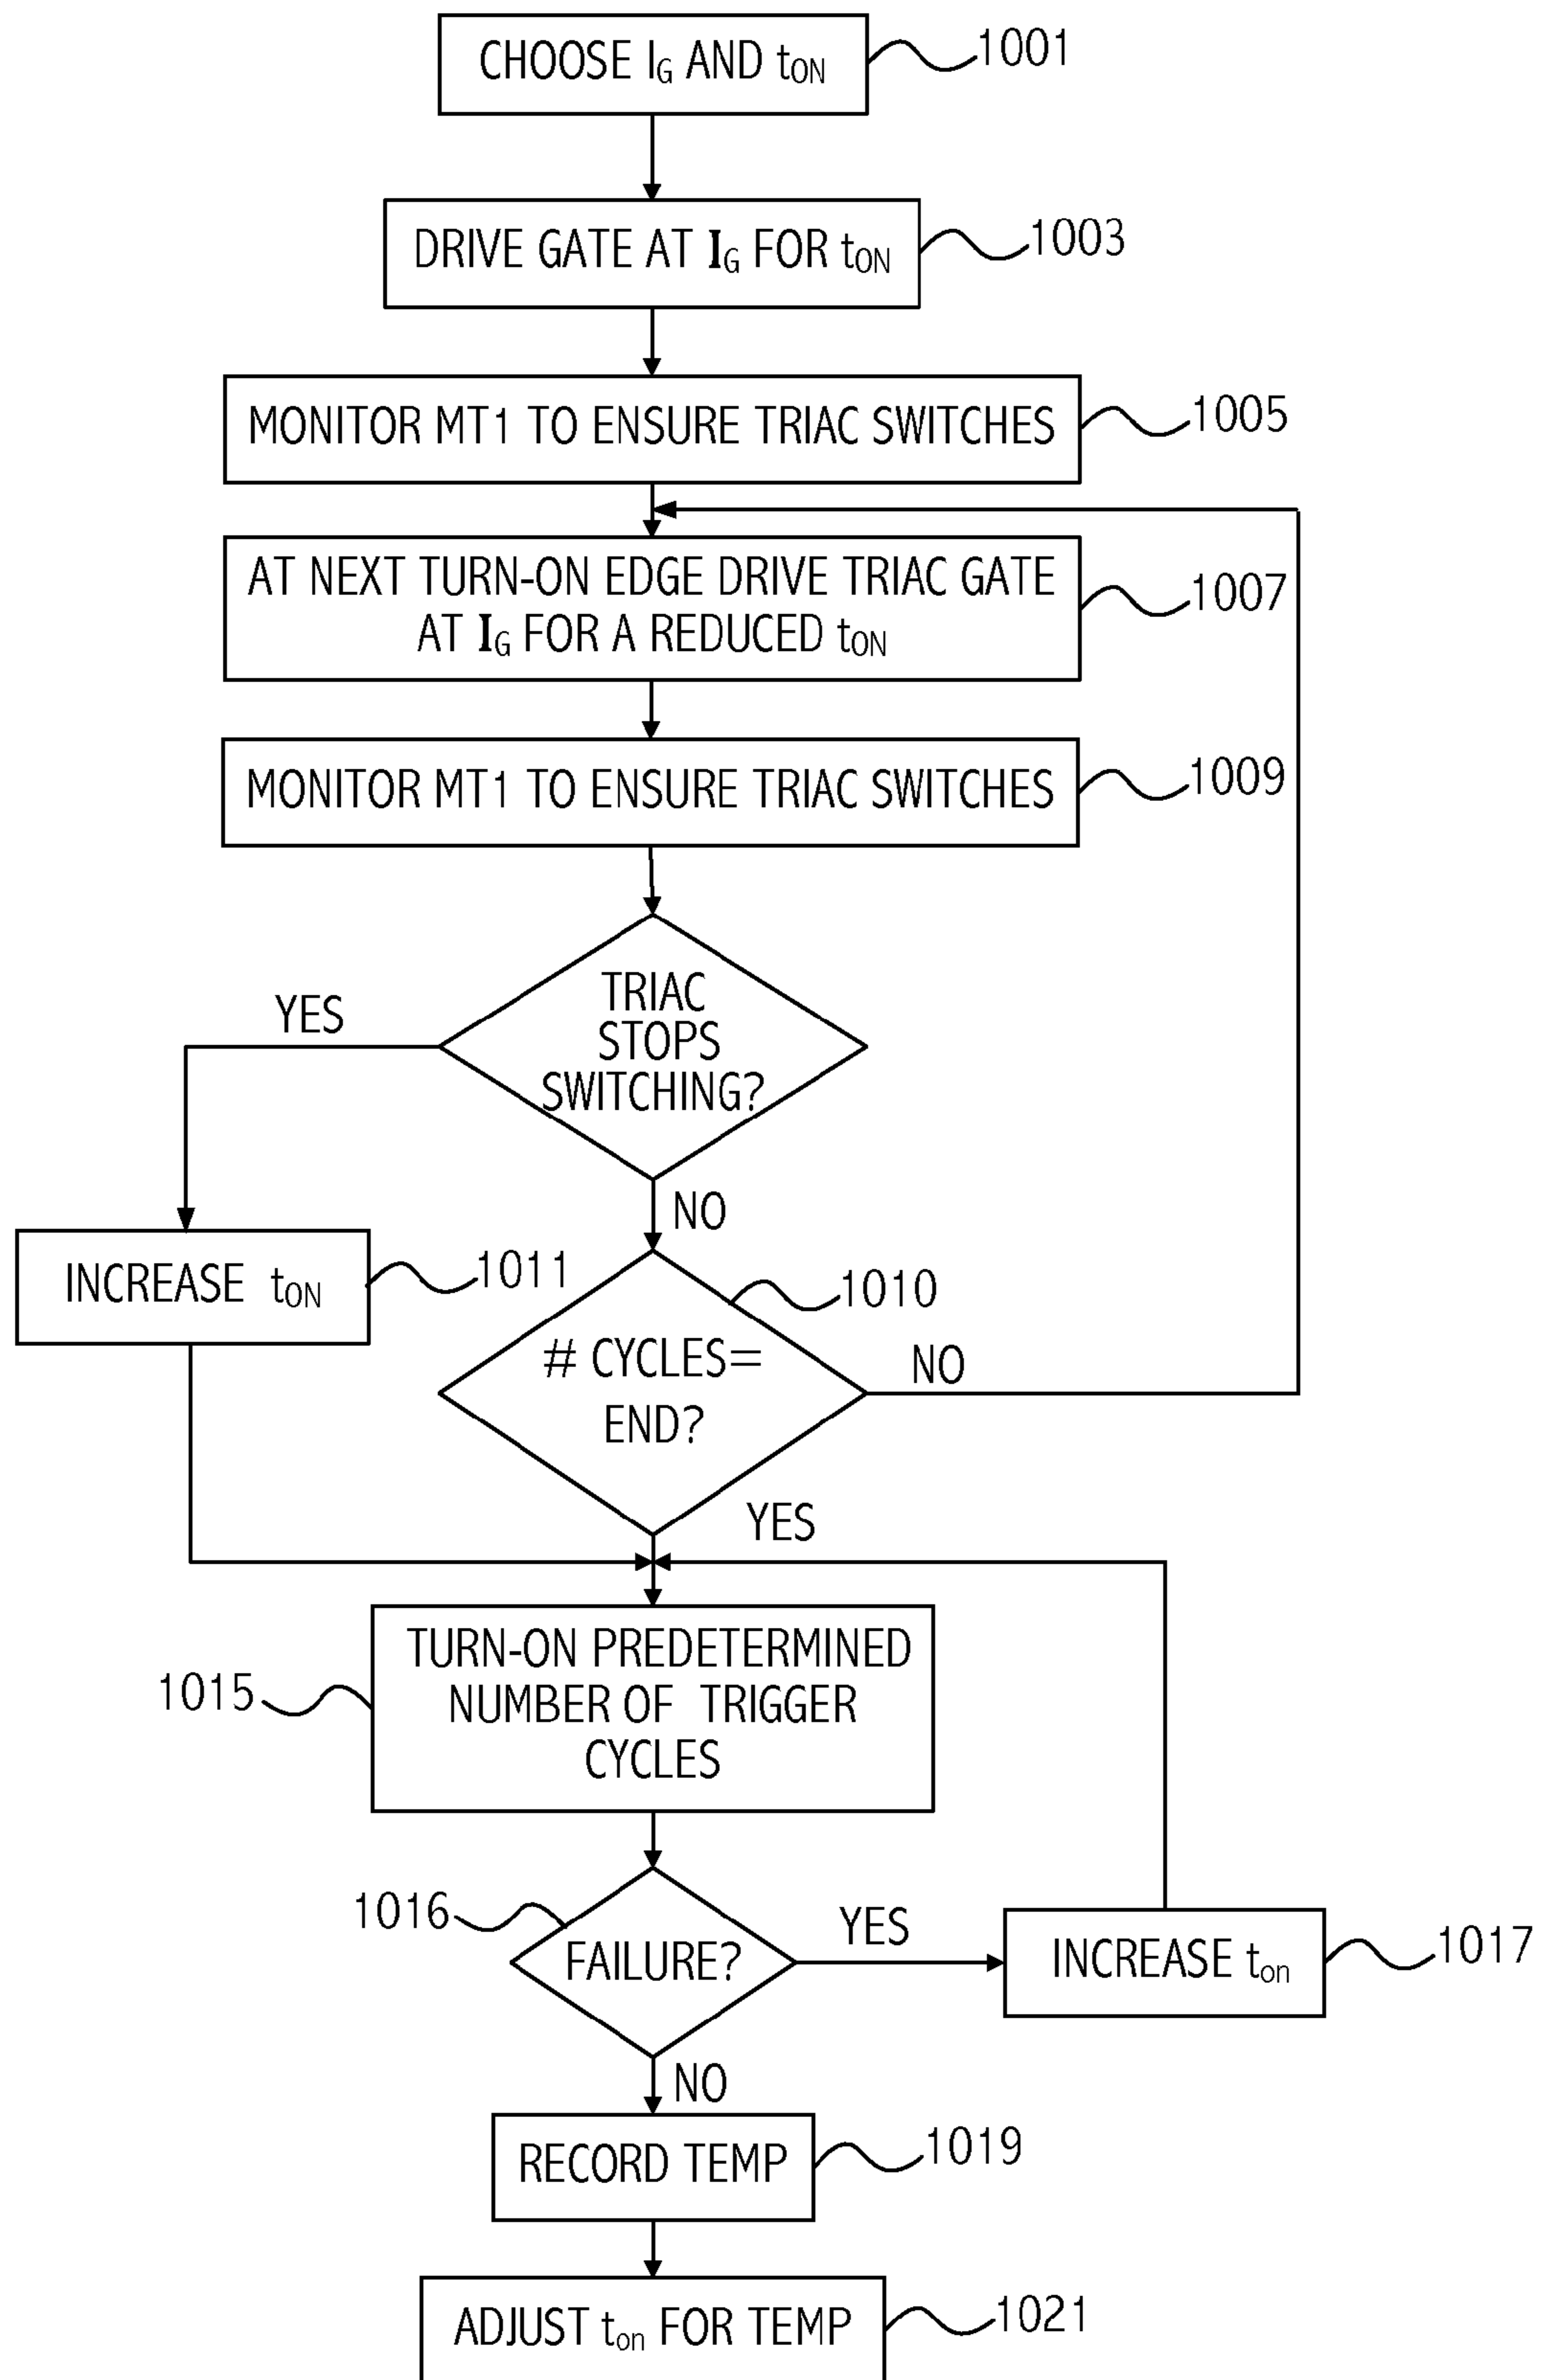 CHOOSE IG AND tON
1001
DRIVE GATE AT IG FOR tON
1003
MONITOR MT1 TO ENSURE TRIAC SWITCHES
1005
AT NEXT TURN-ON EDGE DRIVE TRIAC GATE
AT IG FOR A REDUCED tON
1007
MONITOR MT1 TO ENSURE TRIAC SWITCHES
1009
TRIAC
STOPS
SWITCHING?
YES
NO
INCREASE tON
1011
1010
# CYCLES=
END?
NO
YES
TURN-ON PREDETERMINED
NUMBER OF TRIGGER
CYCLES
1015
1016
FAILURE?
YES
INCREASE ton
1017
NO
RECORD TEMP
1019
ADJUST ton FOR TEMP
1021